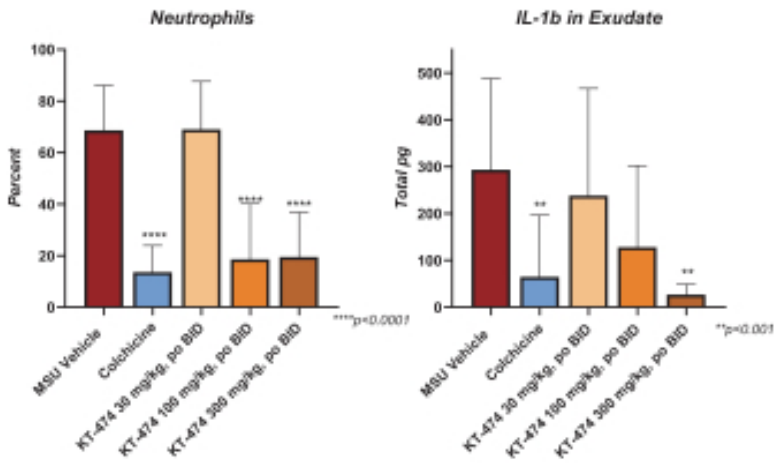 Neutrophils
100
80
60
40
20
0
Percent
****
****
****
MSU Vehicle
Colchicine
KT-474 30 mg/kg, po BID
KT-474 100 mg/kg, po BID
KT-474 300 mg/kg, po BID
****p<0.0001
IL-1b in Exudate
500
400
300
200
100
0
Total pg
**
**
MSU Vehicle
Colchicine
KT-474 30 mg/kg, po BID
KT-474 100 mg/kg, po BID
KT-474 300 mg/kg, po BID
**p<0.001